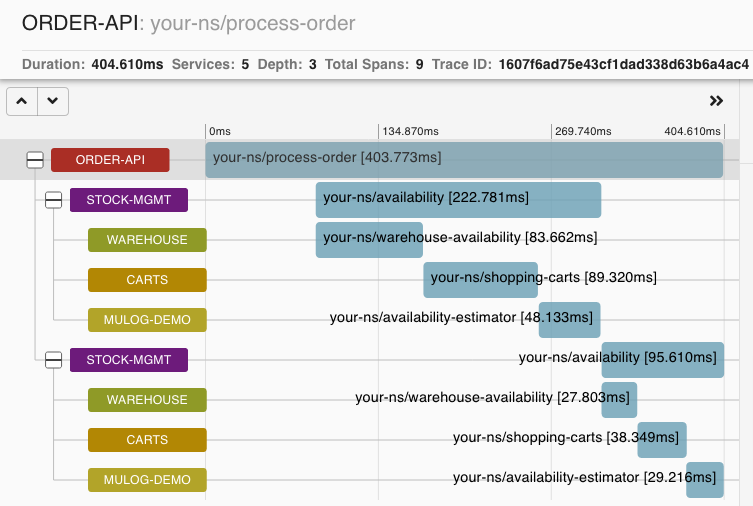 ORDER-API: your-ns/process-order
Duration: 404.610ms Services: 5 Depth: 3 Total Spans: 9 Trace ID: 1607f6ad75e43cf1dad338d63b6a4ac4
0ms 134.870ms 269.740ms 404.610ms
ORDER-API your-ns/process-order [403.773ms]
STOCK-MGMT your-ns/availability [222.781ms]
WAREHOUSE your-ns/warehouse-availability [83.662ms]
CARTS your-ns/shopping-carts [89.320ms]
MULOG-DEMO your-ns/availability-estimator [48.133ms]
STOCK-MGMT your-ns/availability [95.610ms]
WAREHOUSE your-ns/warehouse-availability [27.803ms]
CARTS your-ns/shopping-carts [38.349ms]
MULOG-DEMO your-ns/availability-estimator [29.216ms]